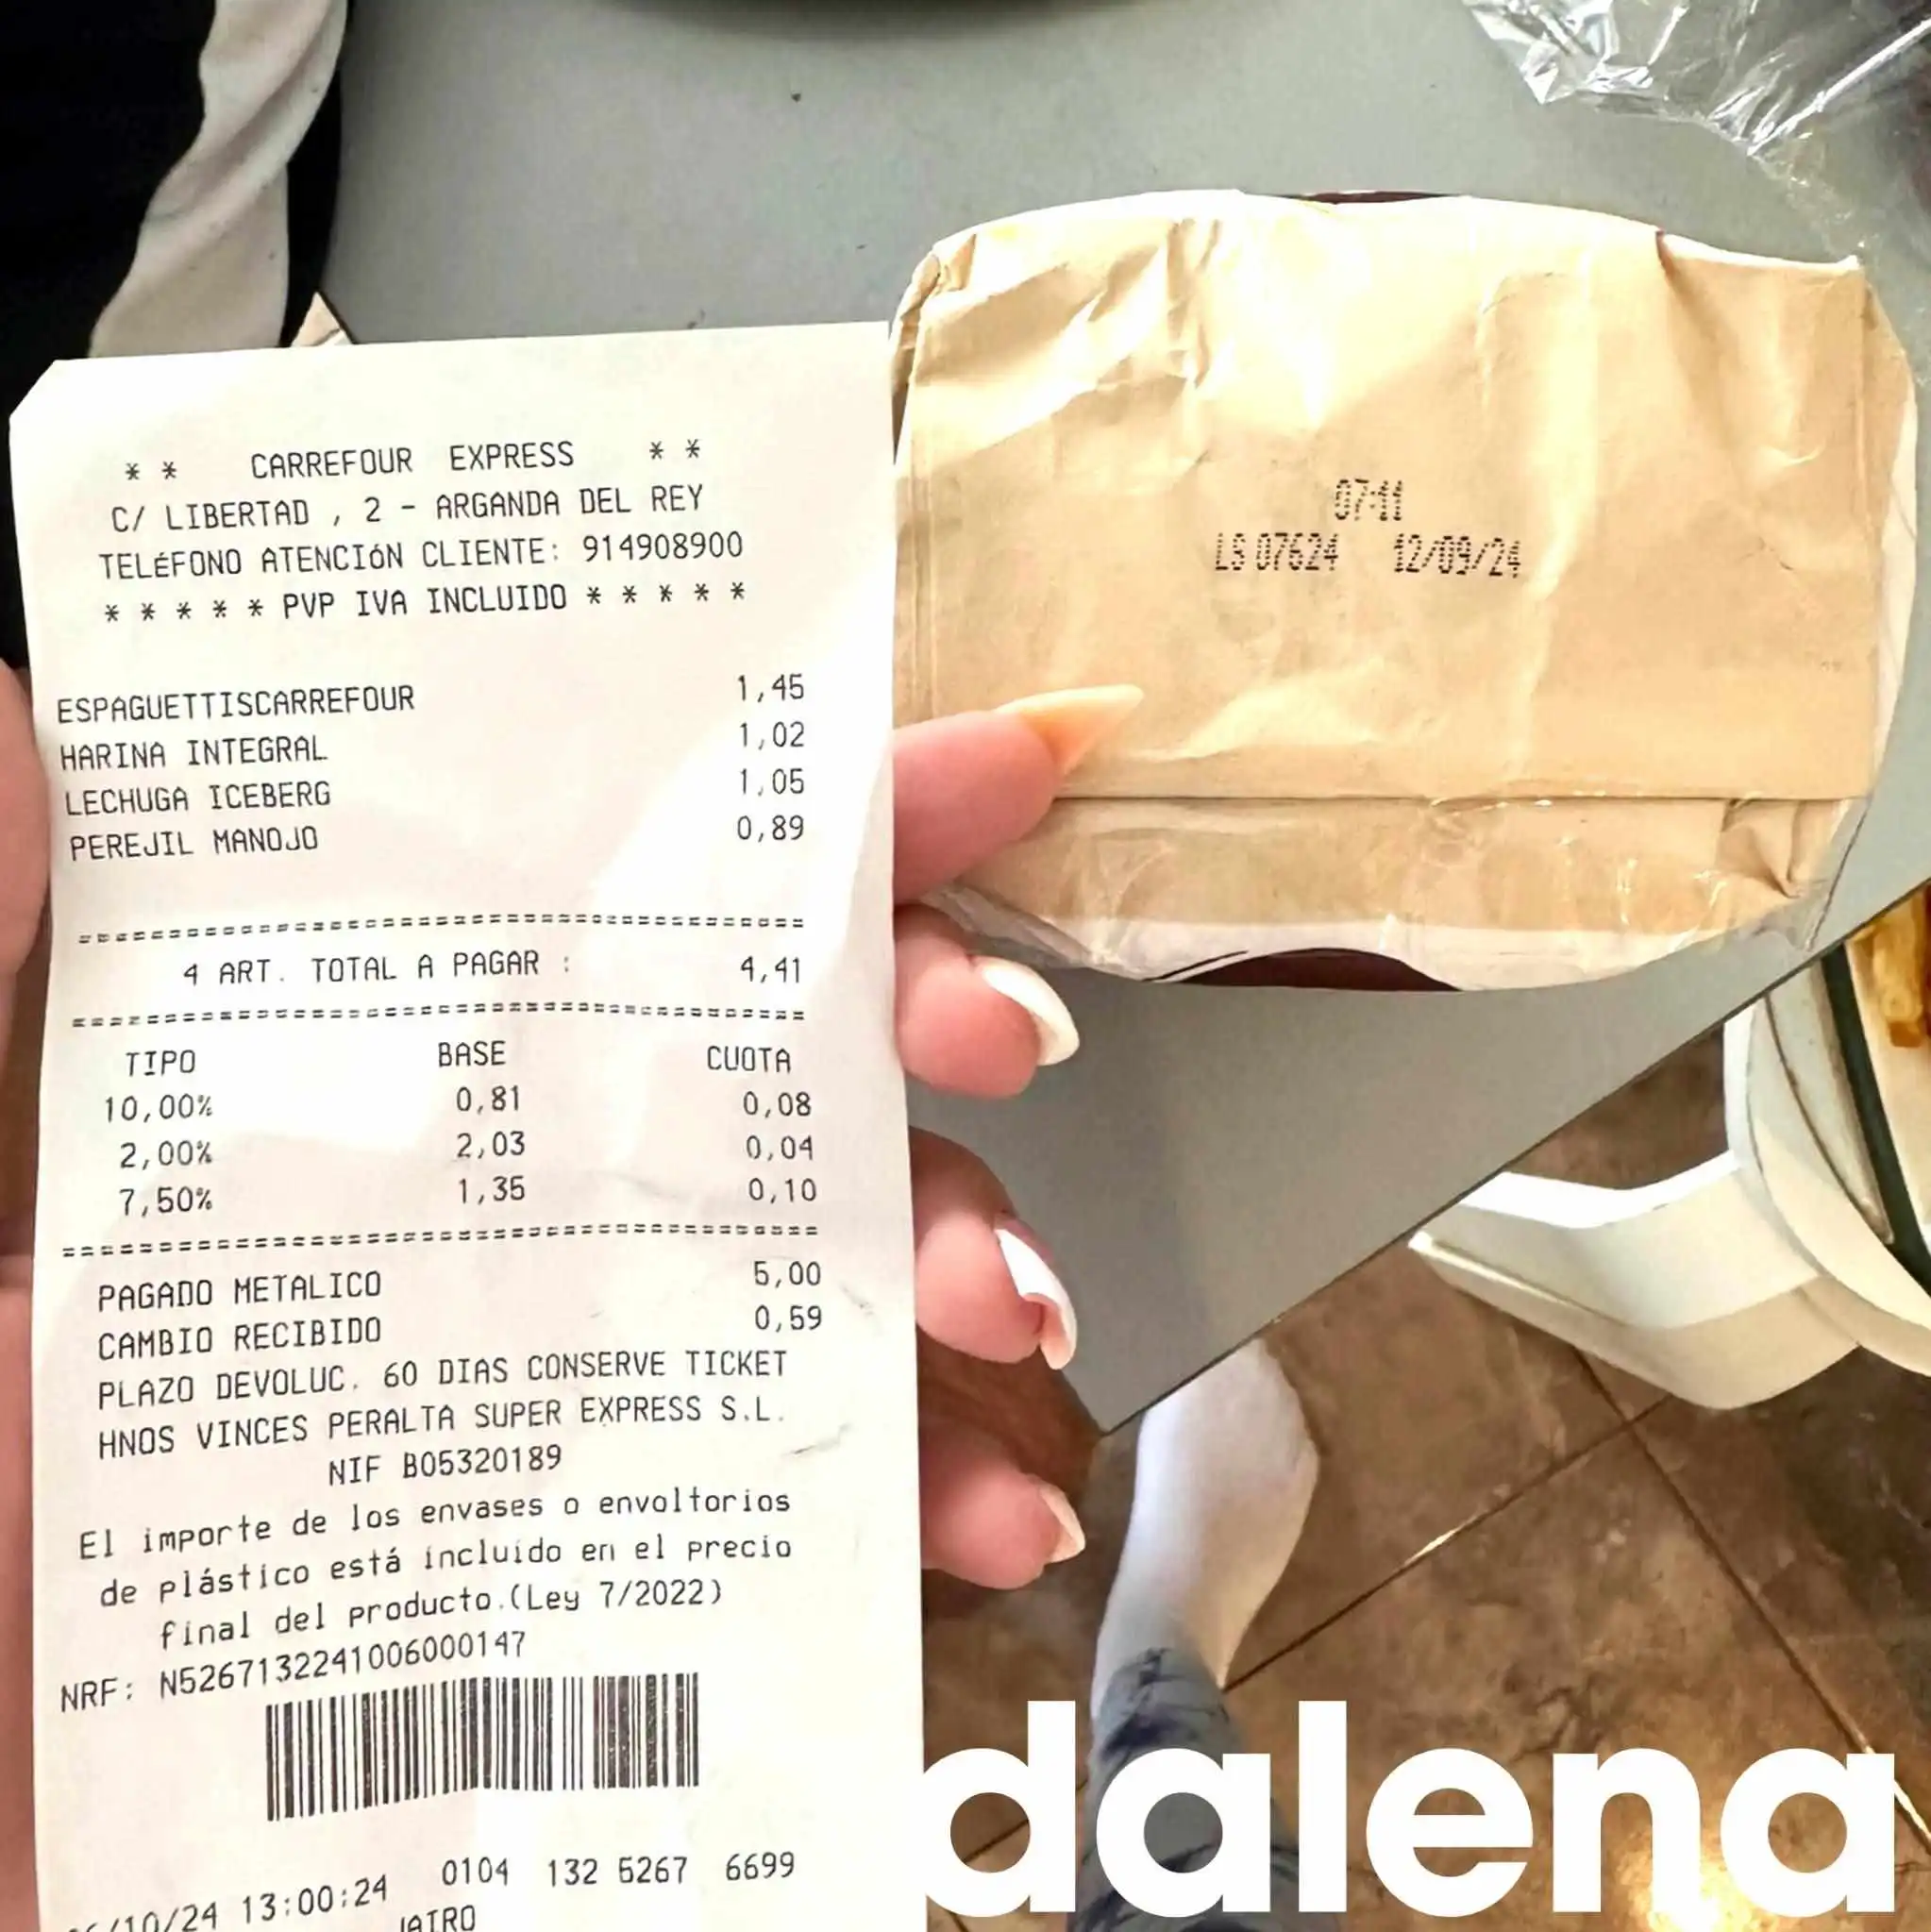 * * CARREFOUR EXPRESS * *
C/ LIBERTAD , 2 - ARGANDA DEL REY
TELéFONO ATENCIóN CLIENTE: 914908900
* * * * * PVP IVA INCLUIDO * * * * *
ESPAGUETTISCARREFOUR 1,45
HARINA INTEGRAL 1,02
LECHUGA ICEBERG 1,05
PEREJIL MANOJO 0,89
4 ART. TOTAL A PAGAR : 4,41
TIPO BASE CUOTA
10,00% 0,81 0,08
2,00% 2,03 0,04
7,50% 1,35 0,10
PAGADO METALICO 5,00
CAMBIO RECIBIDO 0,59
PLAZO DEVOLUC. 60 DIAS CONSERVE TICKET
HNOS VINCES PERALTA SUPER EXPRESS S.L.
NIF B05320189
El importe de los envases o envoltorios
de plástico está incluido en el precio
final del producto.(Ley 7/2022)
NRF: N5267132241006000147
/10/24 13:00:24 0104 132 5267 6699
JAIRO
07:11
LS 07624 12/09/24
dalena